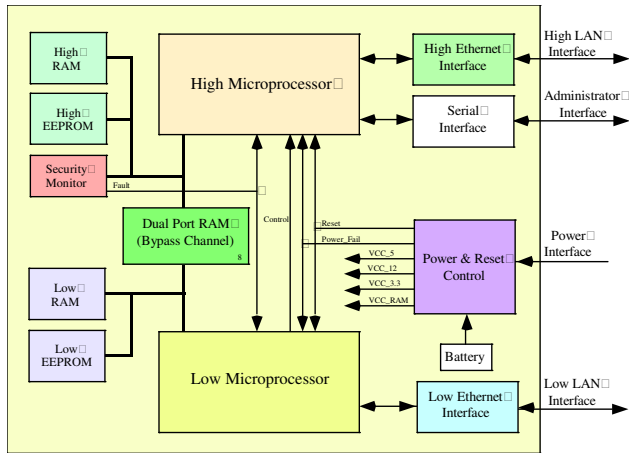 High
RAM
High
EEPROM
Security
Monitor
Fault
High Microprocessor
High Ethernet
Interface
High LAN
Interface
Serial
Interface
Administrator
Interface
Dual Port RAM
(Bypass Channel)
8
Control
Reset
Power_Fail
VCC_5
VCC_12
VCC_3.3
VCC_RAM
Power & Reset
Control
Power
Interface
Low
RAM
Low
EEPROM
Low Microprocessor
Battery
Low Ethernet
Interface
Low LAN
Interface